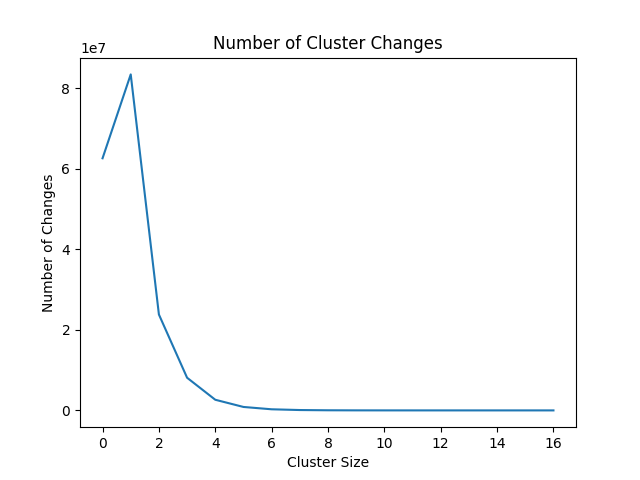 Number of Cluster Changes
1e7
8
6
4
2
0
Number of Changes
0 2 4 6 8 10 12 14 16
Cluster Size